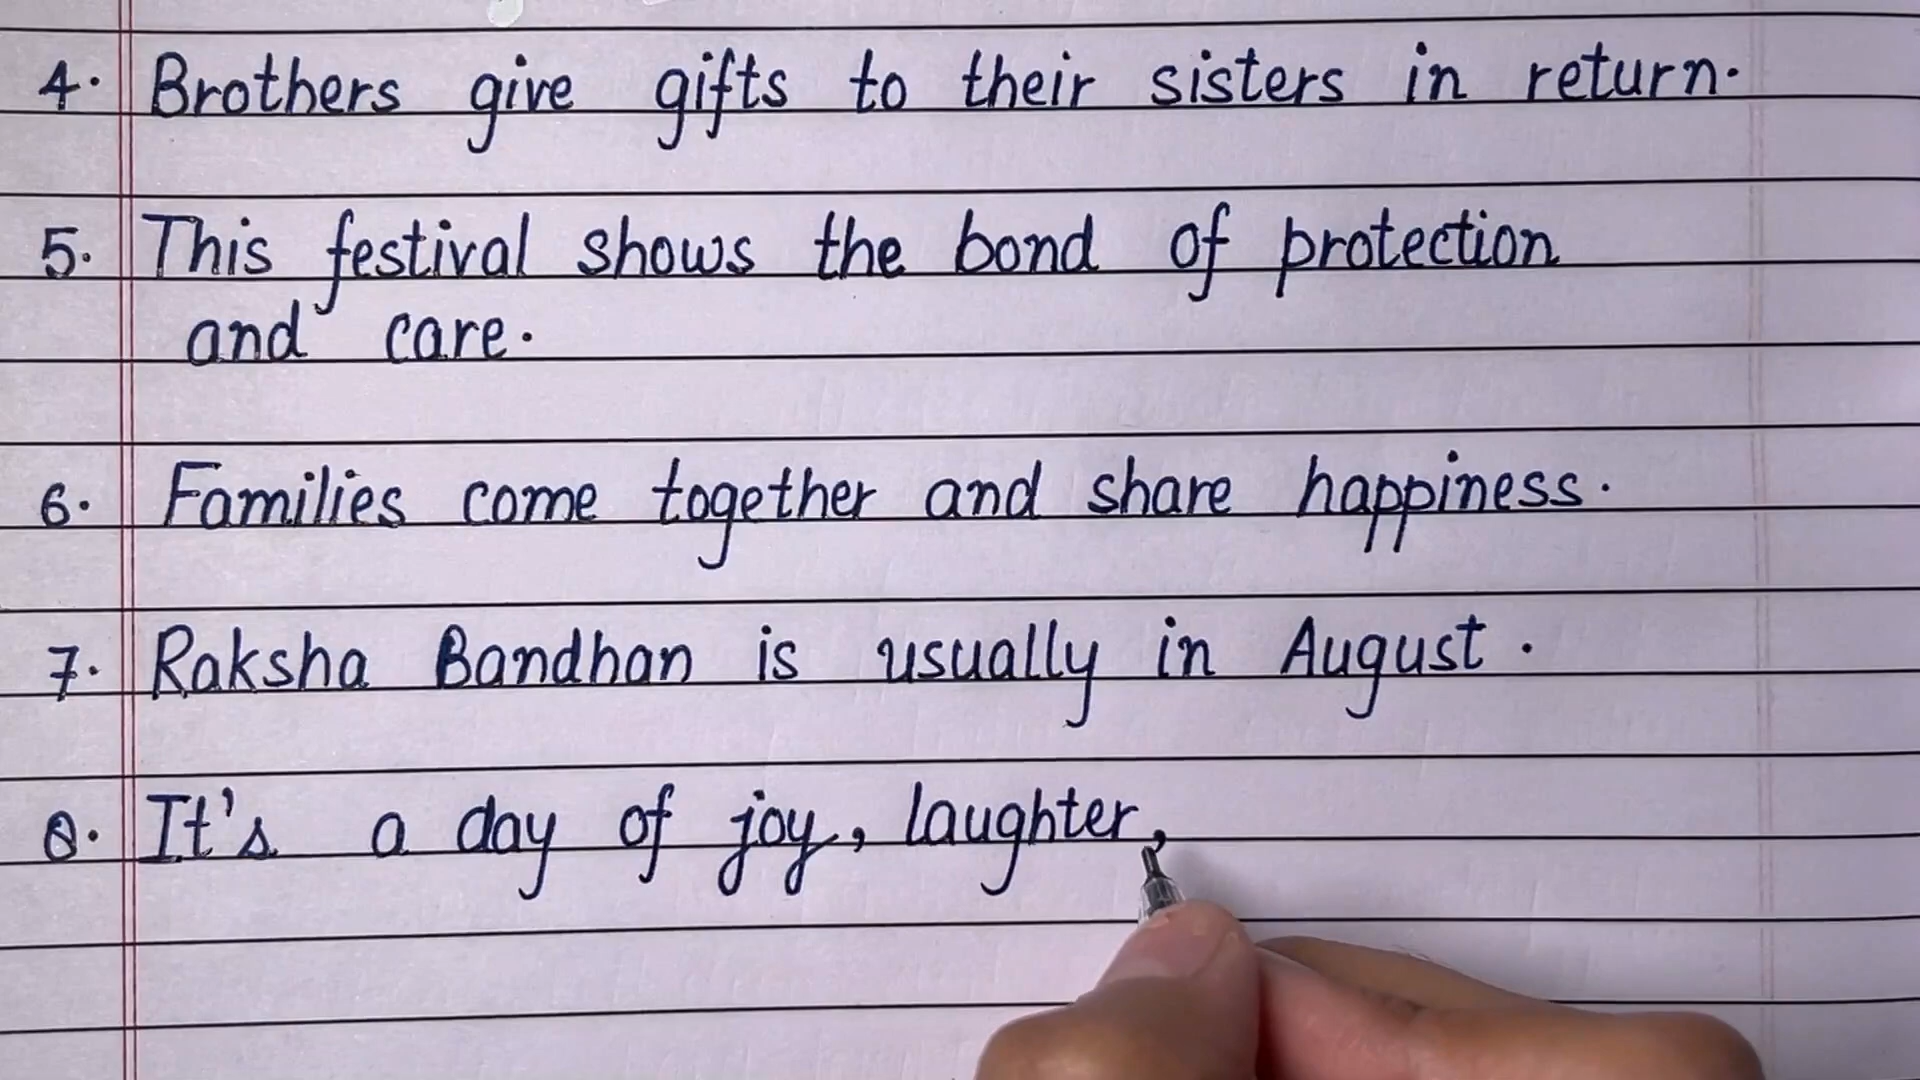 4. Brothers give gifts to their sisters in return.
5. This festival shows the bond of protection
and care.
6. Families come together and share happiness.
7. Raksha Bandhan is usually in August.
8. It's a day of joy, laughter,